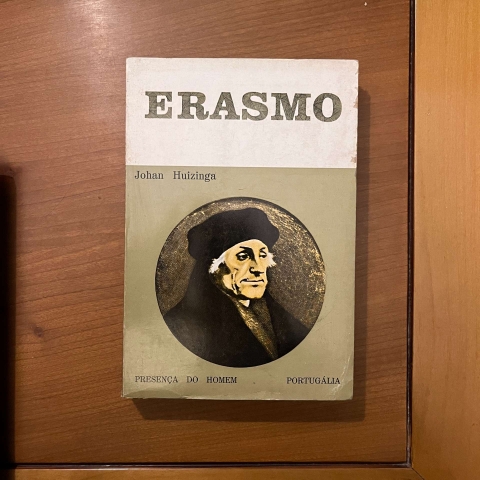 ERASMO
Johan Huizinga
PRESENÇA DO HOMEM PORTUGÁLIA